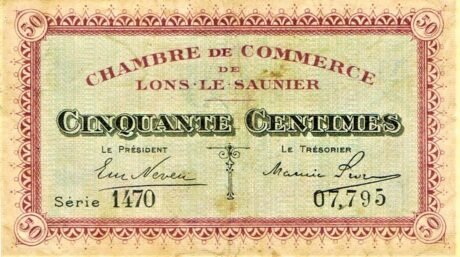 50 50
CHAMBRE DE COMMERCE
DE
LONS-LE-SAUNIER
CINQUANTE CENTIMES
LE PRÉSIDENT LE TRÉSORIER
Série 1470 07,795
50 50